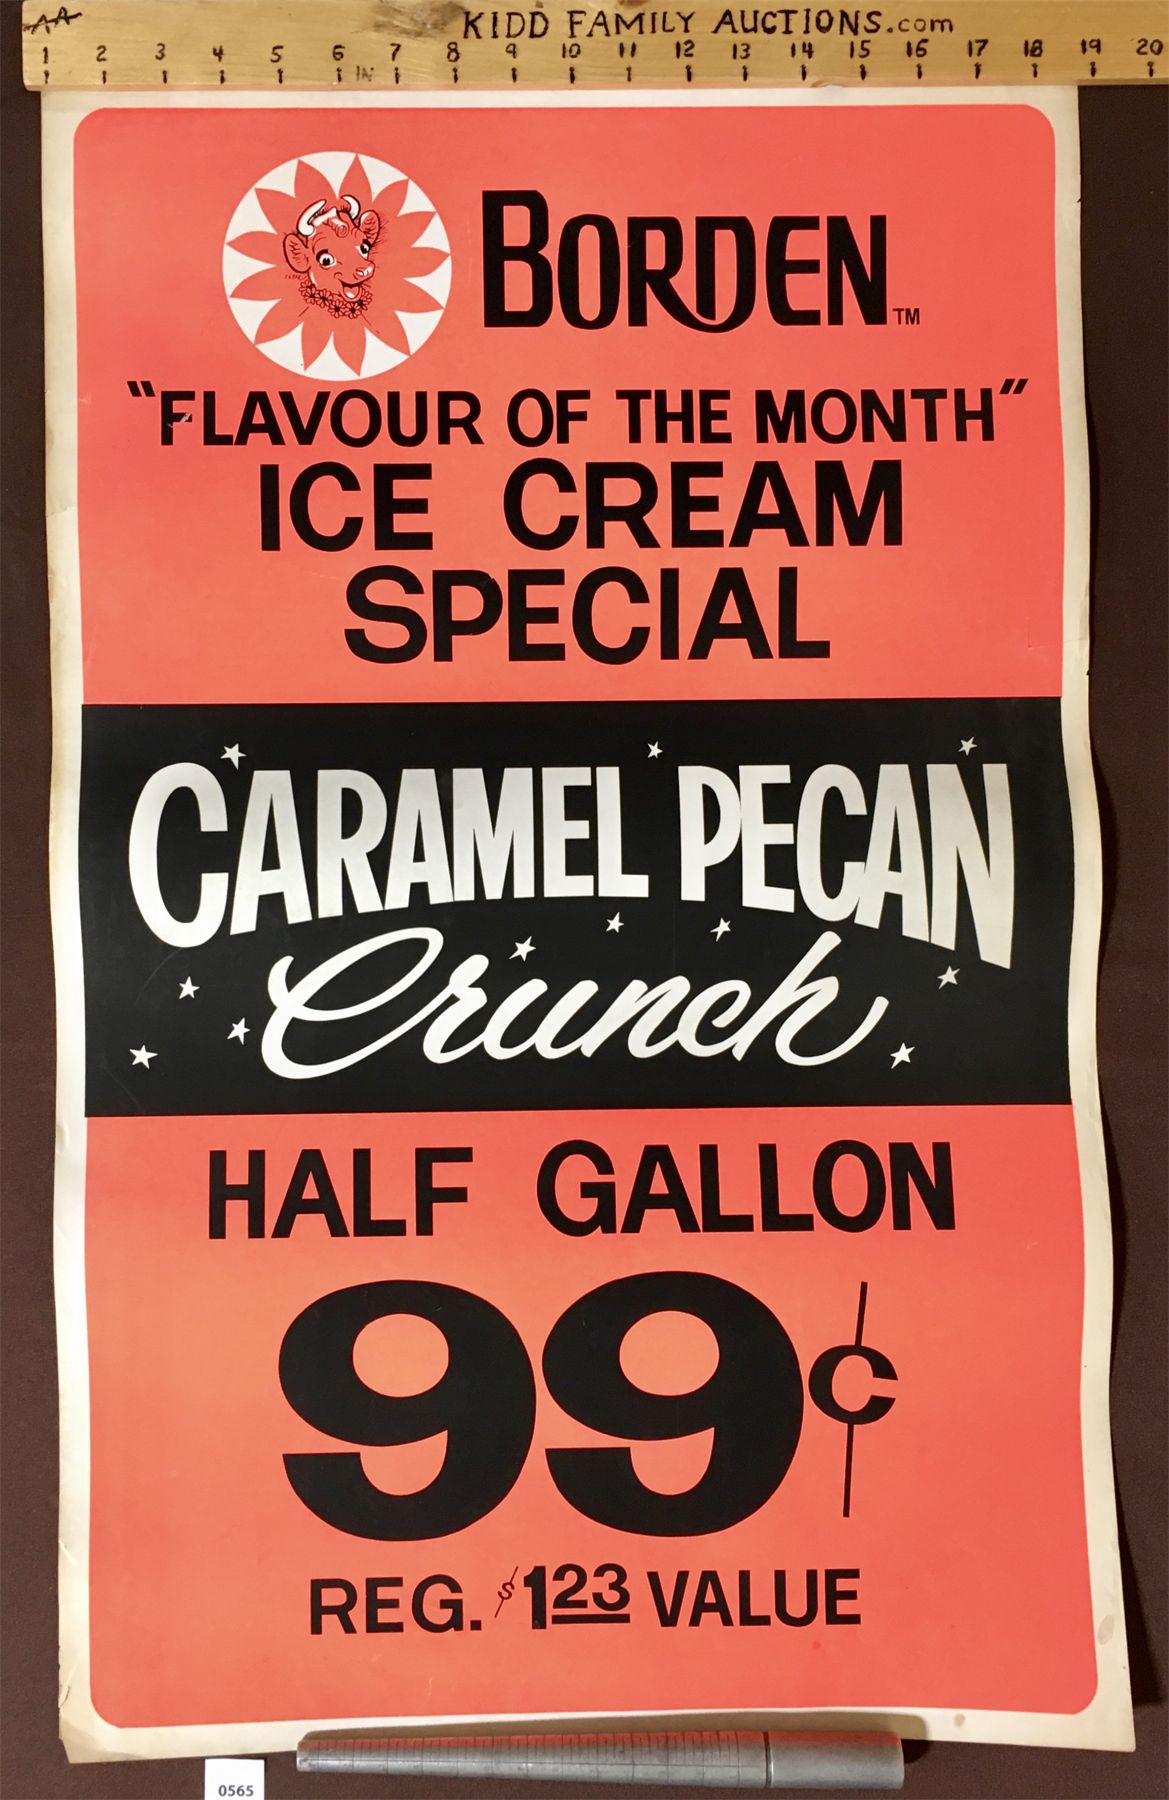 AA
KIDD FAMILY AUCTIONS.com
1 2 3 4 5 6 IN 7 8 9 10 11 12 13 14 15 16 17 18 19 20
BORDEN TM
"FLAVOUR OF THE MONTH"
ICE CREAM
SPECIAL
CARAMEL PECAN
Crunch
HALF GALLON
99¢
REG. $1 23 VALUE
0565